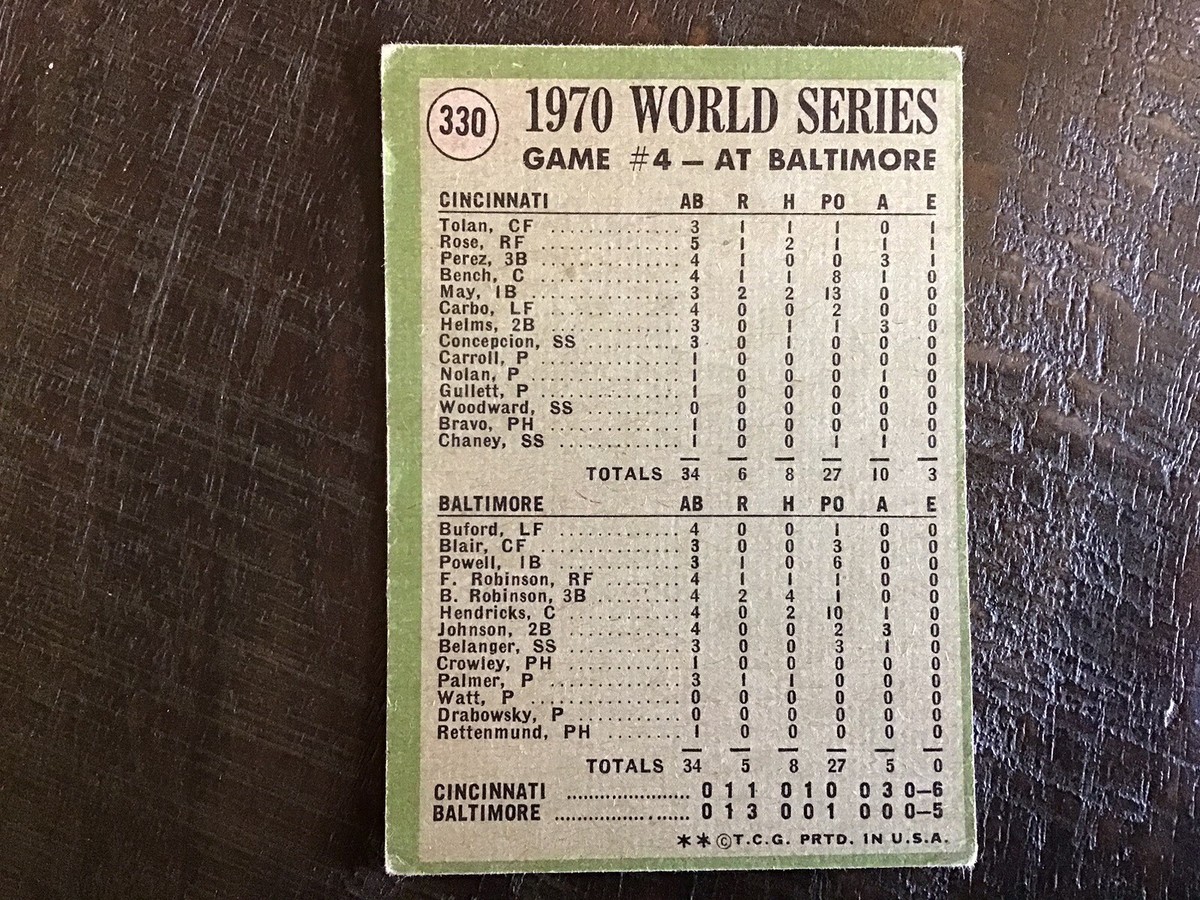 330
1970 WORLD SERIES
GAME #4 — AT BALTIMORE
CINCINNATI AB R H PO A E
Tolan, CF .............. 3 1 1 1 0 1
Rose, RF ............... 5 1 2 1 1 1
Perez, 3B .............. 4 1 0 0 3 1
Bench, C ............... 4 1 1 8 1 0
May, 1B ................ 3 2 2 13 0 0
Carbo, LF .............. 4 0 0 2 0 0
Helms, 2B .............. 3 0 1 1 3 0
Concepcion, SS .......... 3 0 1 0 0 0
Carroll, P .............. 1 0 0 0 0 0
Nolan, P ............... 1 0 0 0 1 0
Gullett, P .............. 1 0 0 0 0 0
Woodward, SS .......... 0 0 0 0 0 0
Bravo, PH .............. 1 0 0 0 0 0
Chaney, SS ............. 1 0 0 1 1 0
TOTALS 34 6 8 27 10 3
BALTIMORE AB R H PO A E
Buford, LF ............. 4 0 0 1 0 0
Blair, CF ............... 3 0 0 3 0 0
Powell, 1B .............. 3 1 0 6 0 0
F. Robinson, RF ........ 4 1 1 1 0 0
B. Robinson, 3B ......... 4 2 4 1 0 0
Hendricks, C ............ 4 0 2 10 1 0
Johnson, 2B ............. 4 0 0 2 3 0
Belanger, SS ............ 3 0 0 3 1 0
Crowley, PH ............ 1 0 0 0 0 0
Palmer, P .............. 3 1 1 0 0 0
Watt, P ................ 0 0 0 0 0 0
Drabowsky, P ............ 0 0 0 0 0 0
Rettenmund, PH ........ 1 0 0 0 0 0
TOTALS 34 5 8 27 5 0
CINCINNATI ....................... 0 1 1 0 1 0 0 3 0–6
BALTIMORE ....................... 0 1 3 0 0 1 0 0 0–5
**©T.C.G. PRTD. IN U.S.A.